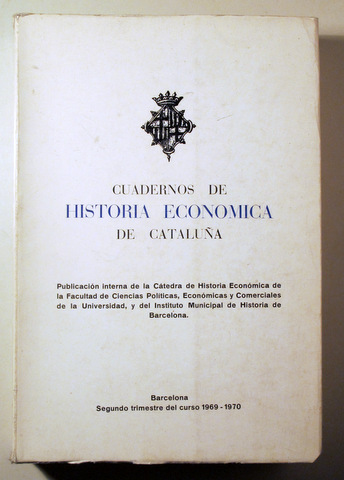 CUADERNOS DE
HISTORIA ECONOMICA
DE CATALUÑA
Publicación interna de la Cátedra de Historia Económica de
la Facultad de Ciencias Políticas, Económicas y Comerciales
de la Universidad, y del Instituto Municipal de Historia de
Barcelona.
Barcelona
Segundo trimestre del curso 1969 - 1970